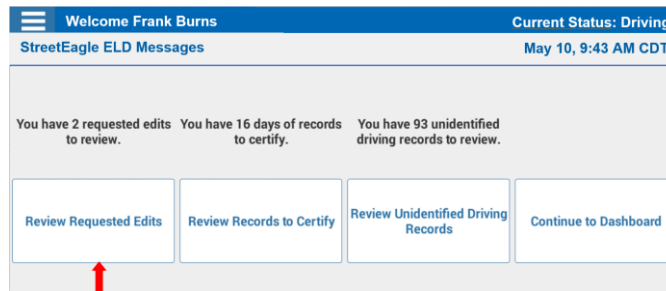 Welcome Frank Burns
Current Status: Driving
StreetEagle ELD Messages
May 10, 9:43 AM CDT
You have 2 requested edits
to review.
You have 16 days of records
to certify.
You have 93 unidentified
driving records to review.
Review Requested Edits
Review Records to Certify
Review Unidentified Driving
Records
Continue to Dashboard